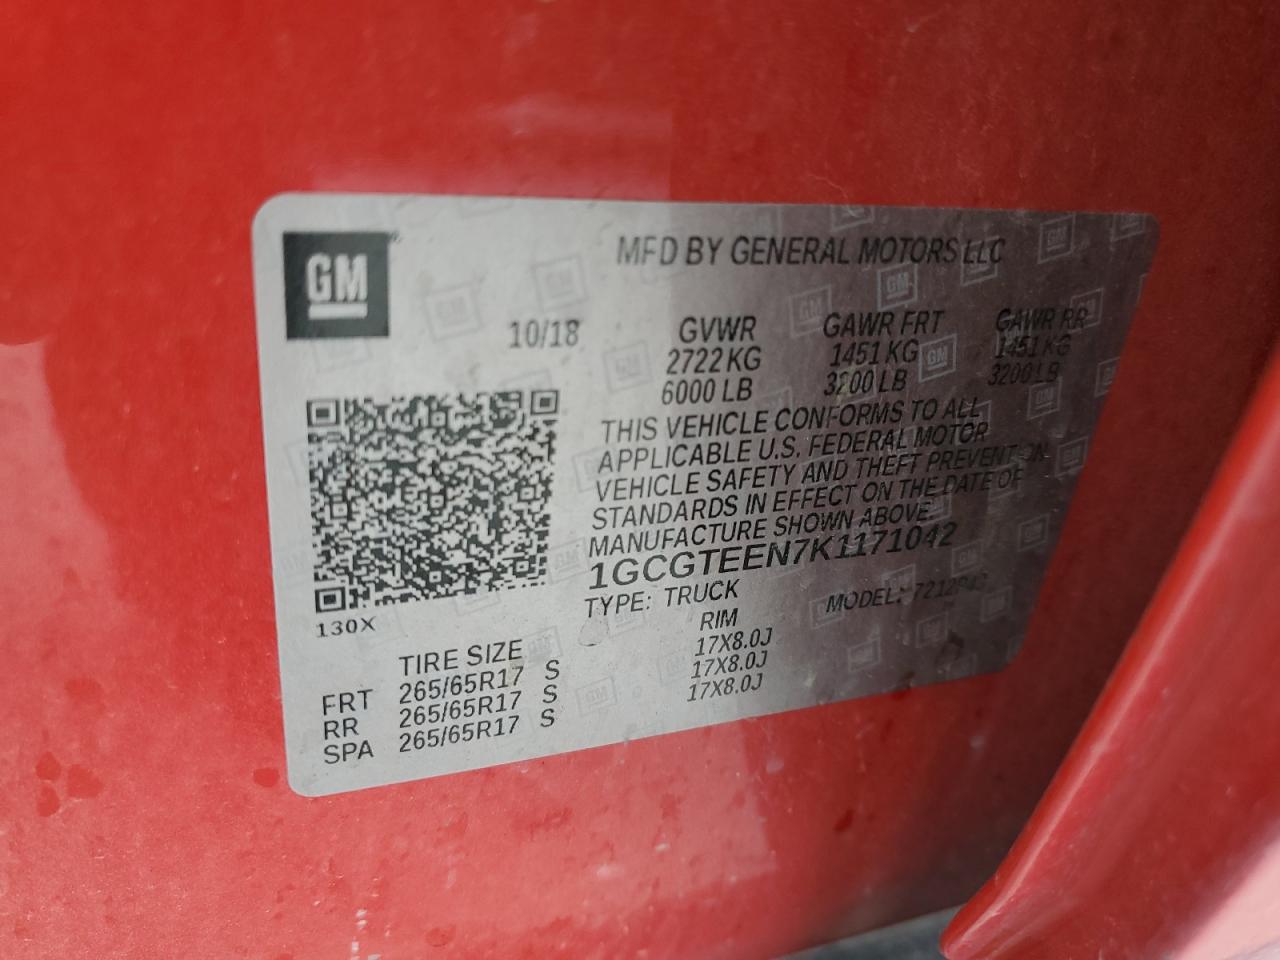 GM
MFD BY GENERAL MOTORS LLC
10/18
GVWR GAWR FRT GAWR RR
2722 KG 1451 KG 1451 KG
6000 LB 3200 LB 3200 LB
THIS VEHICLE CONFORMS TO ALL
APPLICABLE U.S. FEDERAL MOTOR
VEHICLE SAFETY AND THEFT PREVENTION
STANDARDS IN EFFECT ON THE DATE OF
MANUFACTURE SHOWN ABOVE
1GCGTEEN7K1171042
TYPE: TRUCK MODEL:
130X
TIRE SIZE RIM
FRT 265/65R17 S 17X8.0J
RR 265/65R17 S 17X8.0J
SPA 265/65R17 S 17X8.0J